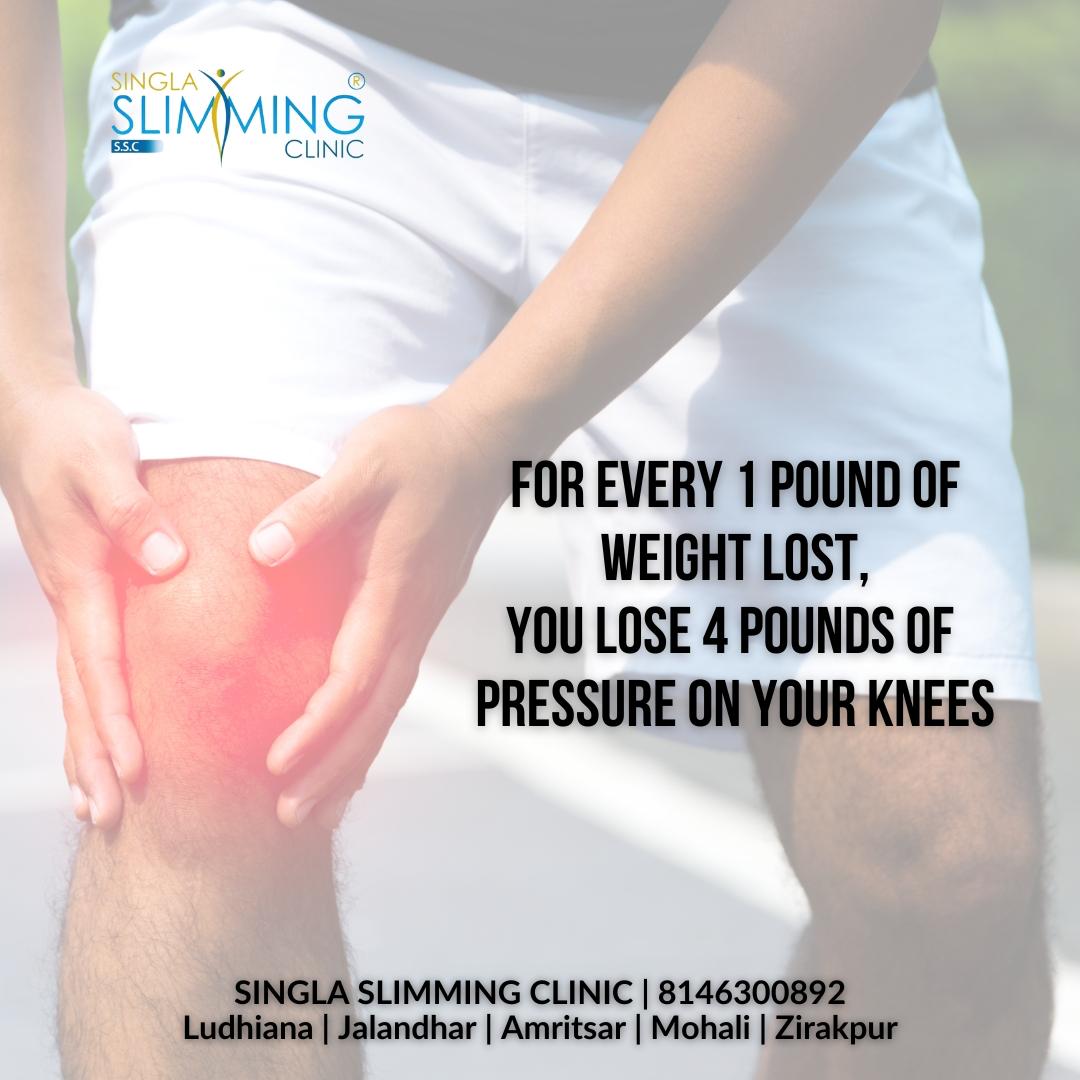 SINGLA
SLIMMING ®
S.S.C
CLINIC
FOR EVERY 1 POUND OF
WEIGHT LOST,
YOU LOSE 4 POUNDS OF
PRESSURE ON YOUR KNEES
SINGLA SLIMMING CLINIC | 8146300892
Ludhiana | Jalandhar | Amritsar | Mohali | Zirakpur